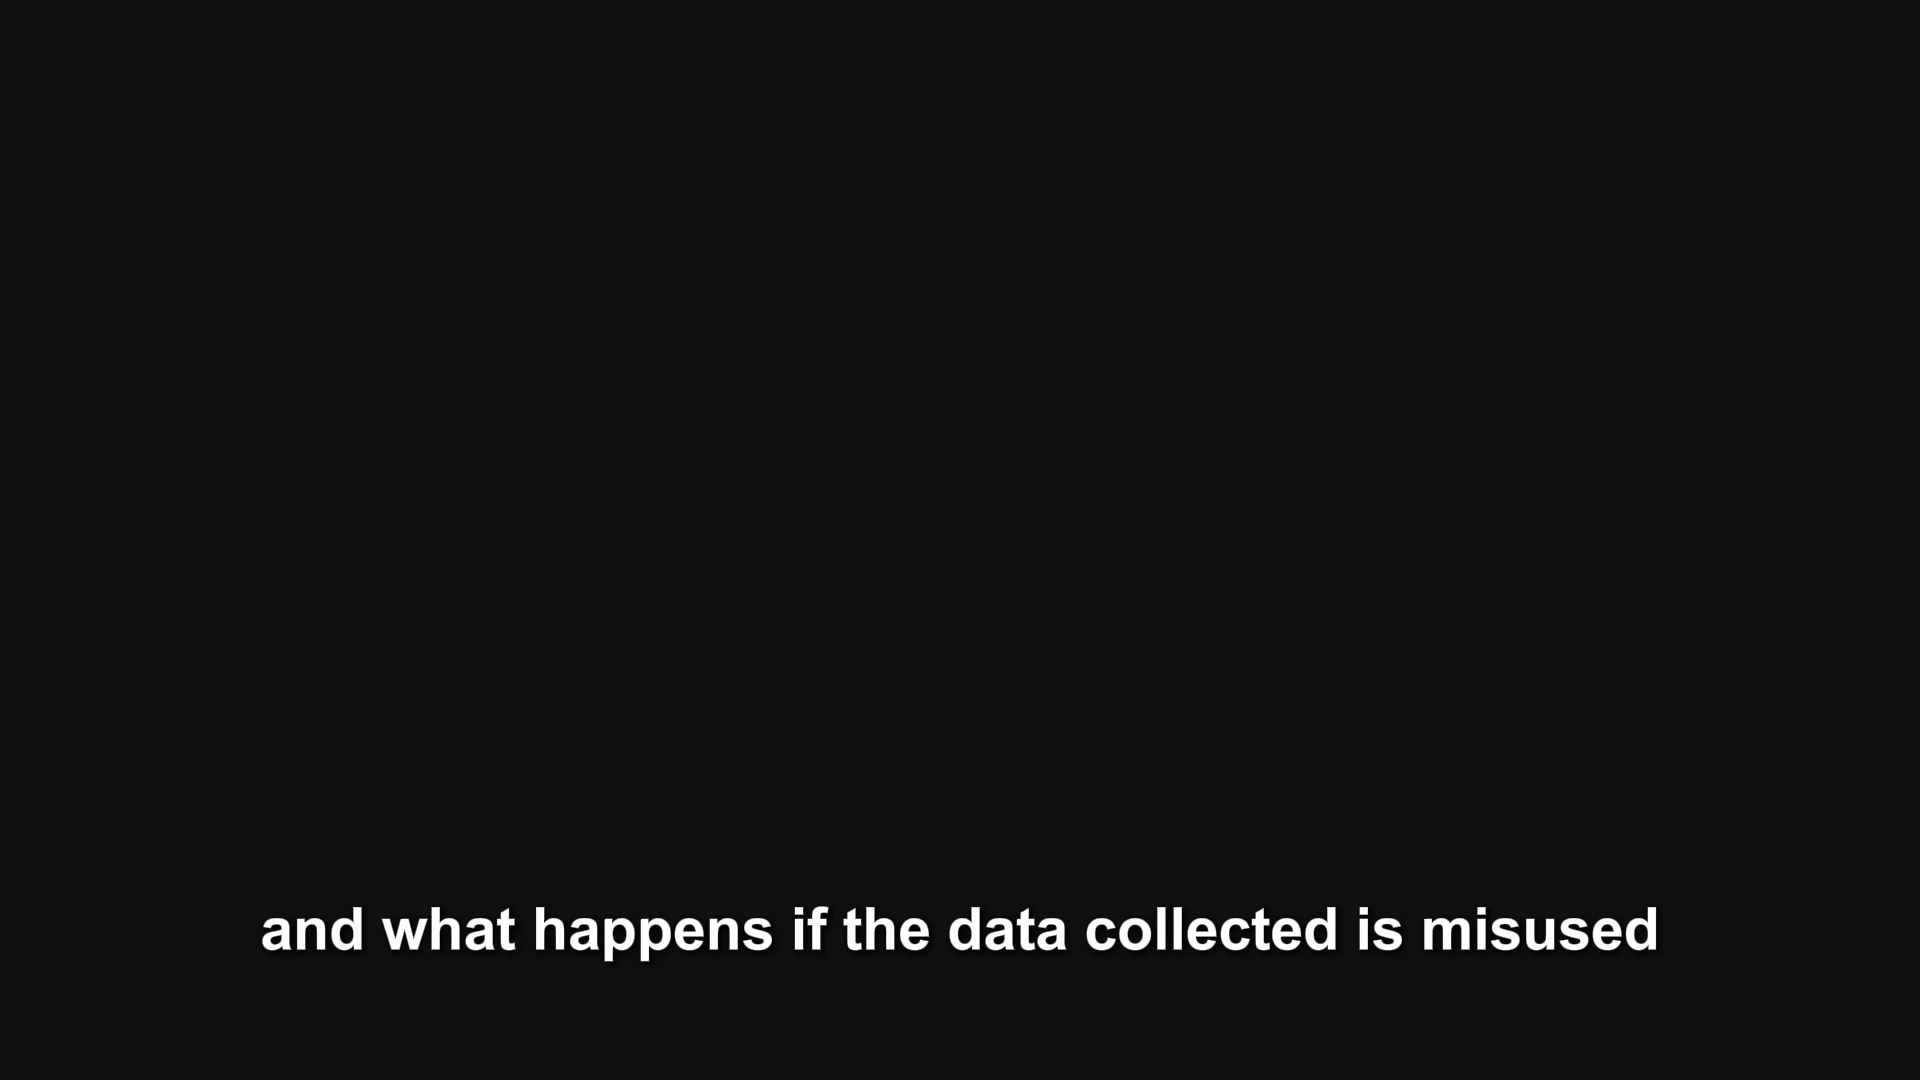 and what happens if the data collected is misused